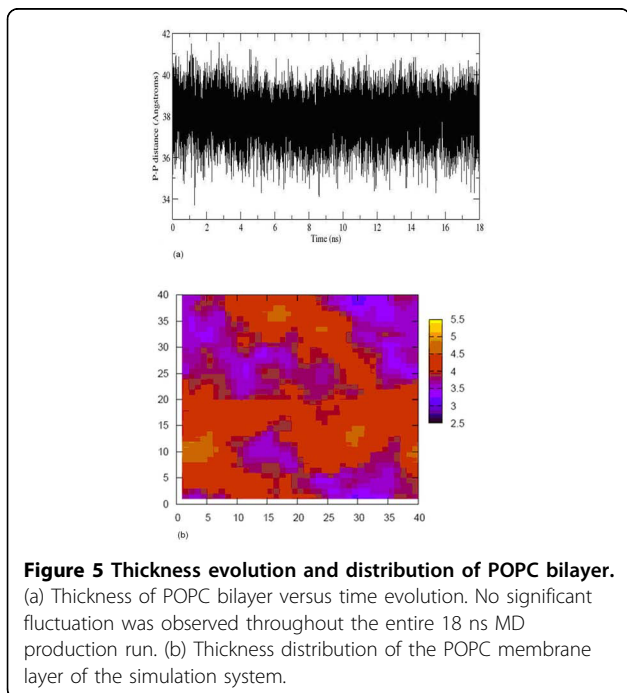 42
40
38
36
34
P-P distance (Angstroms)
0 2 4 6 8 10 12 14 16 18
Time (ns)
(a)
40
35
30
25
20
15
10
5
0
0 5 10 15 20 25 30 35 40
5.5
5
4.5
4
3.5
3
2.5
(b)
Figure 5 Thickness evolution and distribution of POPC bilayer.
(a) Thickness of POPC bilayer versus time evolution. No significant
fluctuation was observed throughout the entire 18 ns MD
production run. (b) Thickness distribution of the POPC membrane
layer of the simulation system.